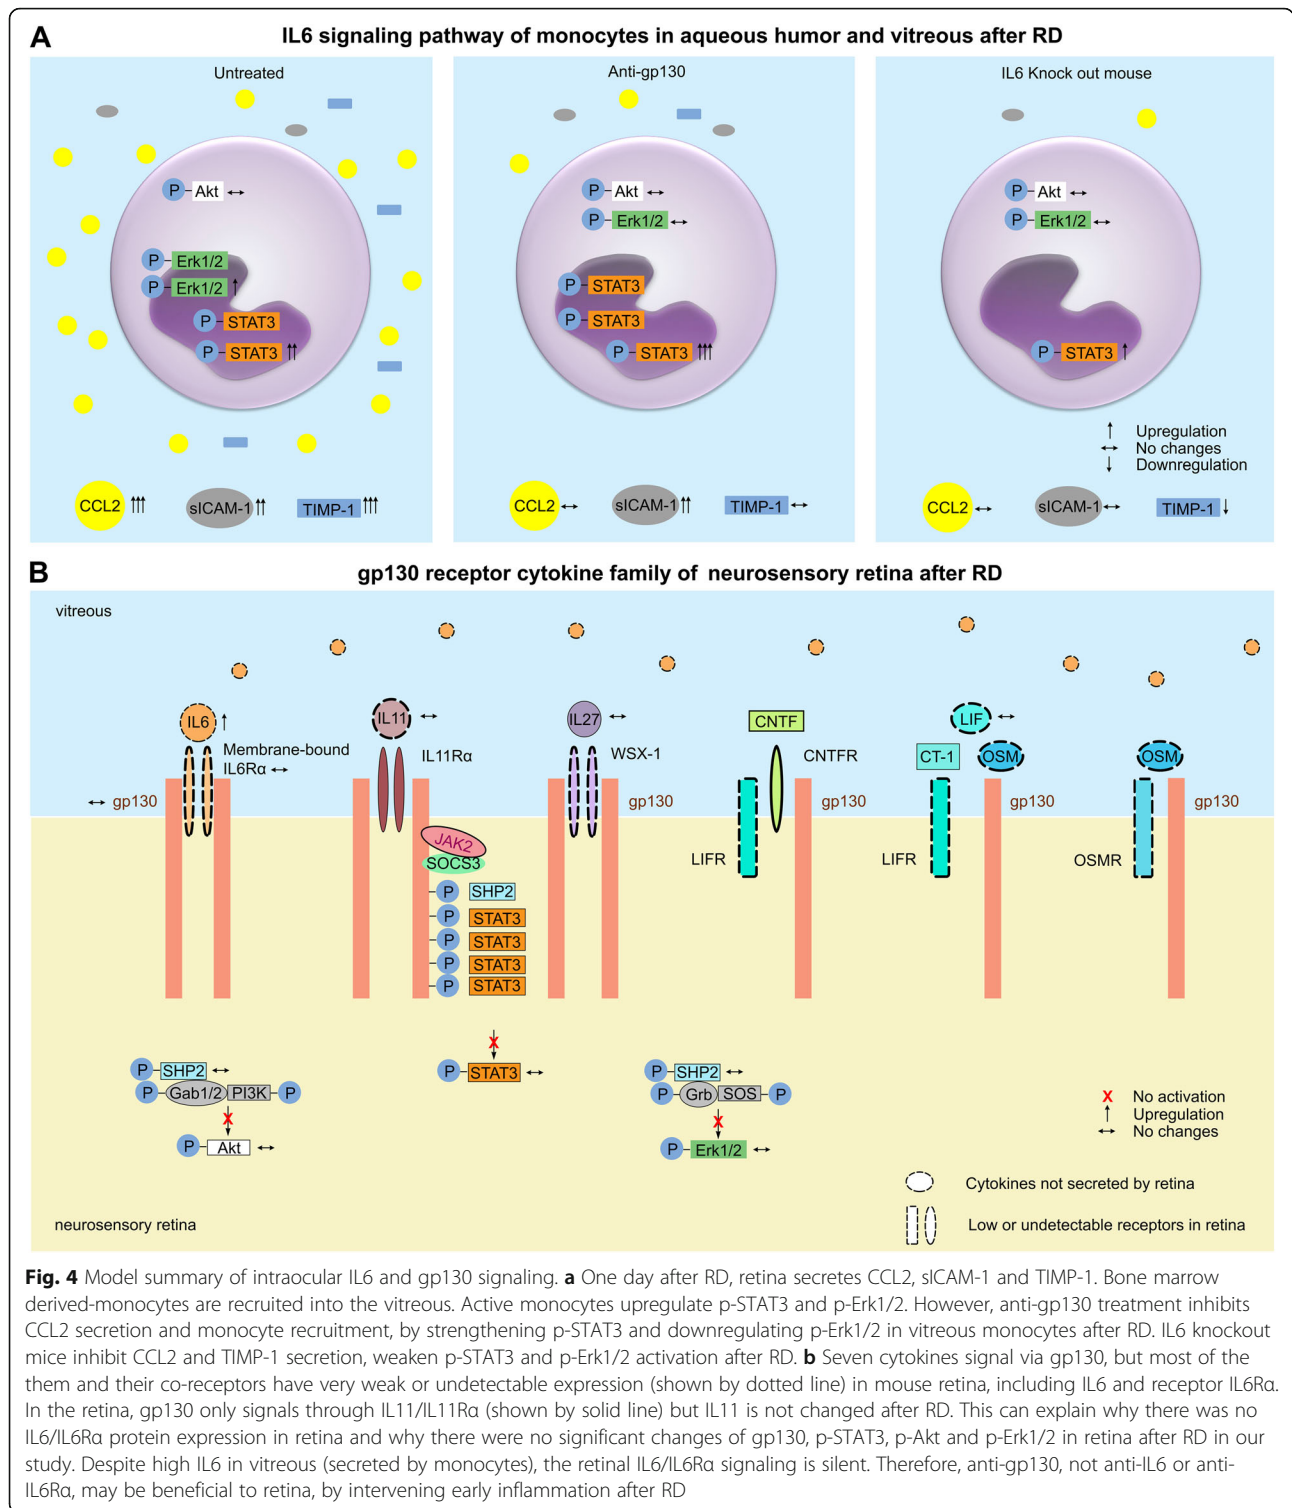 A
IL6 signaling pathway of monocytes in aqueous humor and vitreous after RD
Untreated
P Akt ↔
P Erk1/2
P Erk1/2 ↑
P STAT3
P STAT3 ↑↑
CCL2 ↑↑↑
sICAM-1 ↑↑
TIMP-1 ↑↑↑
Anti-gp130
P Akt ↔
P Erk1/2 ↔
P STAT3
P STAT3
P STAT3 ↑↑↑
CCL2 ↔
sICAM-1 ↑↑
TIMP-1 ↔
IL6 Knock out mouse
P Akt ↔
P Erk1/2 ↔
P STAT3 ↑
↑ Upregulation
↔ No changes
↓ Downregulation
CCL2 ↔
sICAM-1 ↔
TIMP-1 ↓
B
gp130 receptor cytokine family of neurosensory retina after RD
vitreous
IL6 ↑
Membrane-bound
IL6Rα ↔
↔ gp130
IL11 ↔
IL11Rα
JAK2
SOCS3
P SHP2
P STAT3
P STAT3
P STAT3
P STAT3
IL27 ↔
WSX-1
gp130
CNTF
CNTFR
LIFR
gp130
LIF ↔
CT-1
OSM
LIFR
gp130
OSM
OSMR
gp130
P SHP2 ↔
P Gab1/2 PI3K P
X
P Akt ↔
X
P STAT3 ↔
P SHP2 ↔
P Grb SOS P
X
P Erk1/2 ↔
X No activation
↑ Upregulation
↔ No changes
Cytokines not secreted by retina
Low or undetectable receptors in retina
neurosensory retina
Fig. 4 Model summary of intraocular IL6 and gp130 signaling. a One day after RD, retina secretes CCL2, sICAM-1 and TIMP-1. Bone marrow
derived-monocytes are recruited into the vitreous. Active monocytes upregulate p-STAT3 and p-Erk1/2. However, anti-gp130 treatment inhibits
CCL2 secretion and monocyte recruitment, by strengthening p-STAT3 and downregulating p-Erk1/2 in vitreous monocytes after RD. IL6 knockout
mice inhibit CCL2 and TIMP-1 secretion, weaken p-STAT3 and p-Erk1/2 activation after RD. b Seven cytokines signal via gp130, but most of the
them and their co-receptors have very weak or undetectable expression (shown by dotted line) in mouse retina, including IL6 and receptor IL6Rα.
In the retina, gp130 only signals through IL11/IL11Rα (shown by solid line) but IL11 is not changed after RD. This can explain why there was no
IL6/IL6Rα protein expression in retina and why there were no significant changes of gp130, p-STAT3, p-Akt and p-Erk1/2 in retina after RD in our
study. Despite high IL6 in vitreous (secreted by monocytes), the retinal IL6/IL6Rα signaling is silent. Therefore, anti-gp130, not anti-IL6 or anti-
IL6Rα, may be beneficial to retina, by intervening early inflammation after RD